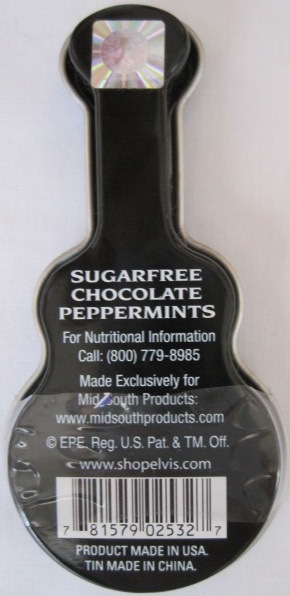 SUGARFREE
CHOCOLATE
PEPPERMINTS
For Nutritional Information
Call: (800) 779-8985
Made Exclusively for
Mid South Products:
www.midsouthproducts.com
© EPE, Reg. U.S. Pat. & TM. Off.
www.shopelvis.com
7 81579 02532 7
PRODUCT MADE IN USA.
TIN MADE IN CHINA.